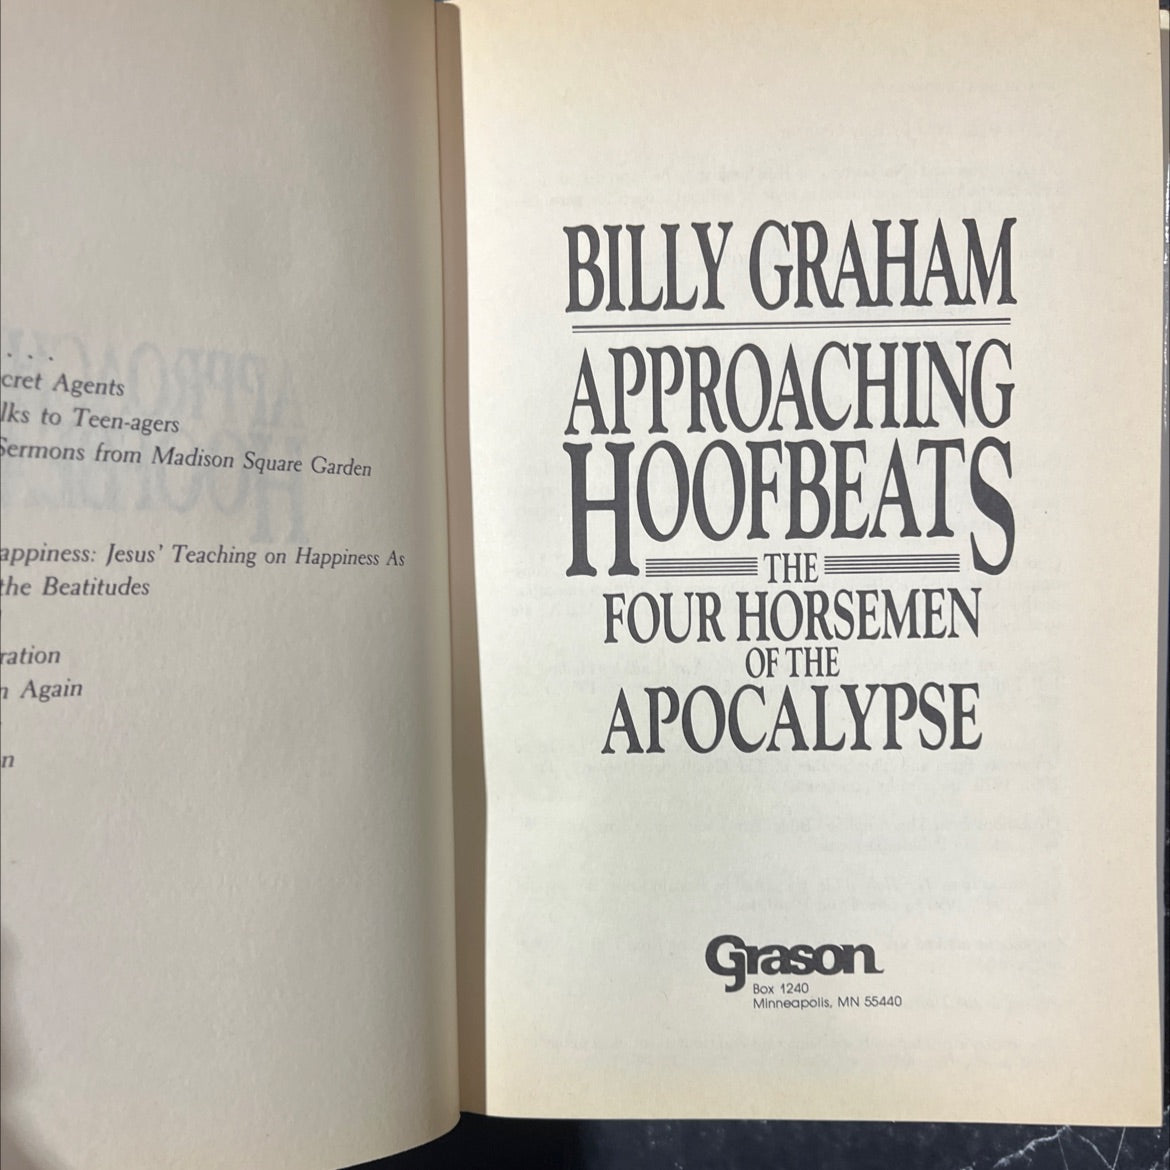 . . .
cret Agents
lks to Teen-agers
Sermons from Madison Square Garden
appiness: Jesus' Teaching on Happiness As
the Beatitudes
ration
n Again
n
BILLY GRAHAM
APPROACHING
HOOFBEATS
THE
FOUR HORSEMEN
OF THE
APOCALYPSE
Grason
Box 1240
Minneapolis, MN 55440